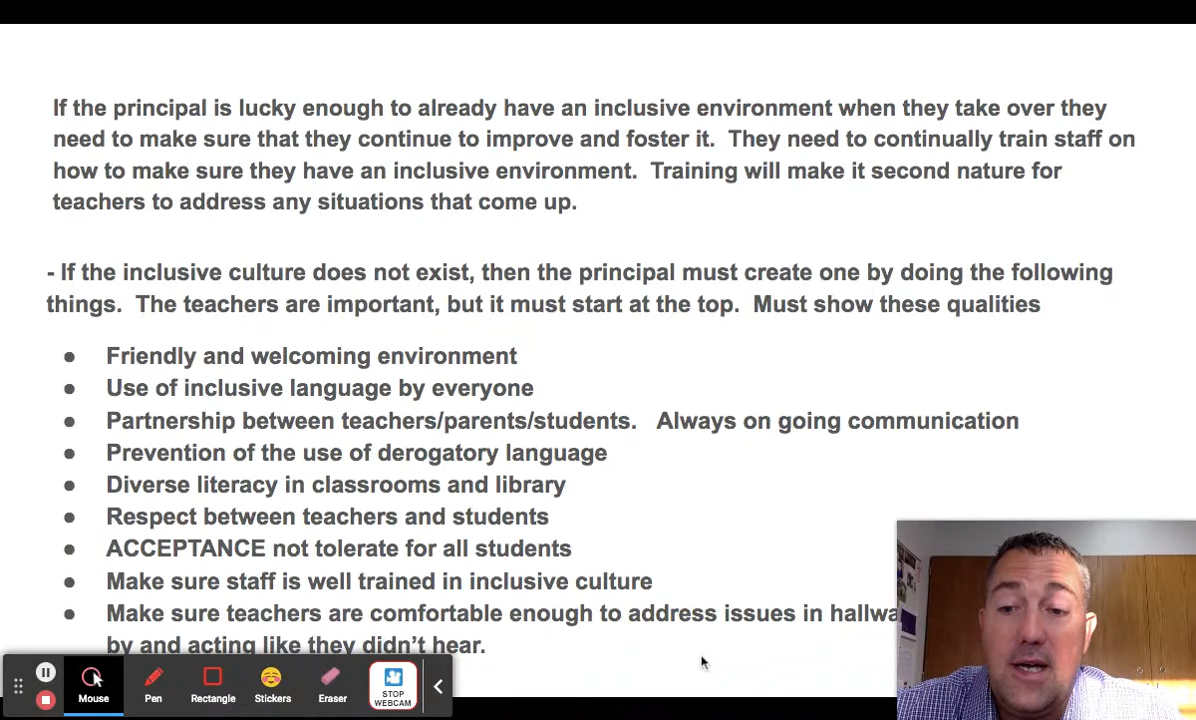 If the principal is lucky enough to already have an inclusive environment when they take over they
need to make sure that they continue to improve and foster it.  They need to continually train staff on
how to make sure they have an inclusive environment.  Training will make it second nature for
teachers to address any situations that come up.
- If the inclusive culture does not exist, then the principal must create one by doing the following
things.  The teachers are important, but it must start at the top.  Must show these qualities
● Friendly and welcoming environment
● Use of inclusive language by everyone
● Partnership between teachers/parents/students.   Always on going communication
● Prevention of the use of derogatory language
● Diverse literacy in classrooms and library
● Respect between teachers and students
● ACCEPTANCE not tolerate for all students
● Make sure staff is well trained in inclusive culture
● Make sure teachers are comfortable enough to address issues in
by and acting like they didn't hear.
Mouse
Pen
Rectangle
Stickers
Eraser
STOP
WEBCAM